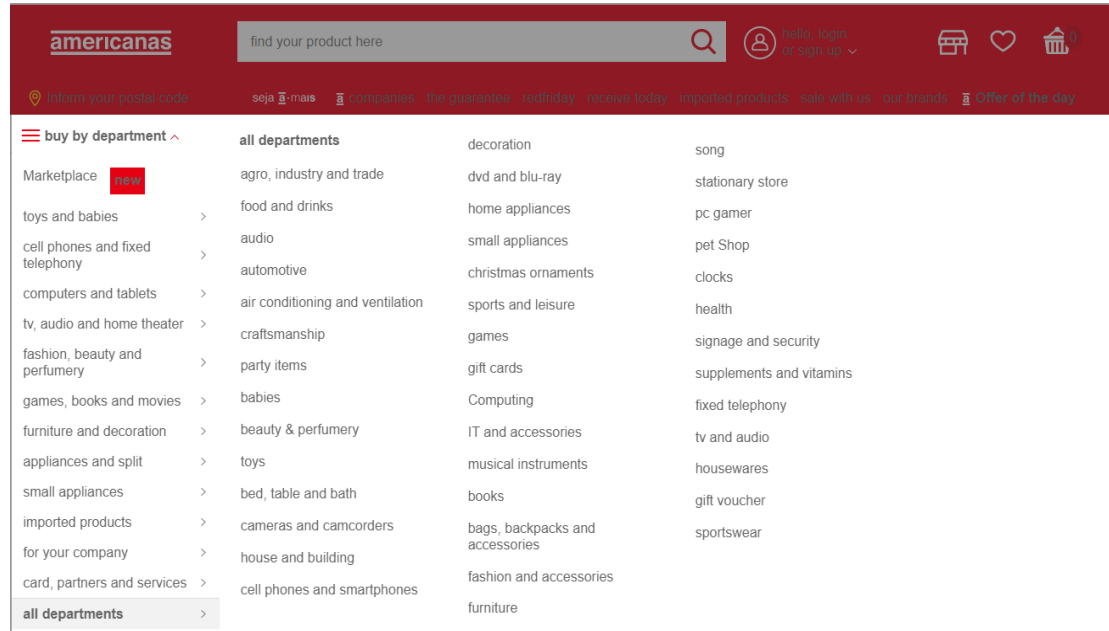 americanas
find your product here
hello, login
or sign up
0
Inform your postal code
seja a-mais
a companies
the guarantee
redfriday
receive today
imported products
sale with us
our brands
a Offer of the day
buy by department
Marketplace new
toys and babies
cell phones and fixed
telephony
computers and tablets
tv, audio and home theater
fashion, beauty and
perfumery
games, books and movies
furniture and decoration
appliances and split
small appliances
imported products
for your company
card, partners and services
all departments
all departments
agro, industry and trade
food and drinks
audio
automotive
air conditioning and ventilation
craftsmanship
party items
babies
beauty & perfumery
toys
bed, table and bath
cameras and camcorders
house and building
cell phones and smartphones
decoration
dvd and blu-ray
home appliances
small appliances
christmas ornaments
sports and leisure
games
gift cards
Computing
IT and accessories
musical instruments
books
bags, backpacks and
accessories
fashion and accessories
furniture
song
stationary store
pc gamer
pet Shop
clocks
health
signage and security
supplements and vitamins
fixed telephony
tv and audio
housewares
gift voucher
sportswear